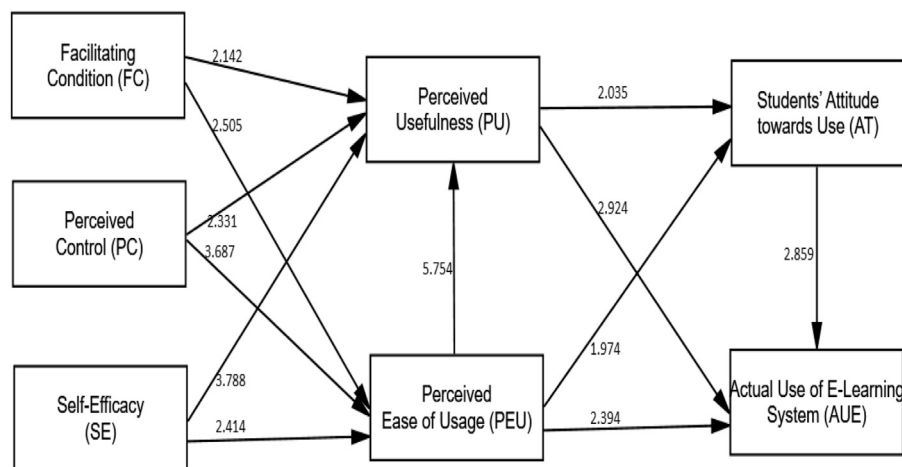 Facilitating
Condition (FC)
2.142
2.505
Perceived
Usefulness (PU)
2.035
Students' Attitude
towards Use (AT)
Perceived
Control (PC)
2.331
3.687
2.924
5.754
2.859
1.974
Self-Efficacy
(SE)
3.788
2.414
Perceived
Ease of Usage (PEU)
2.394
Actual Use of E-Learning
System (AUE)